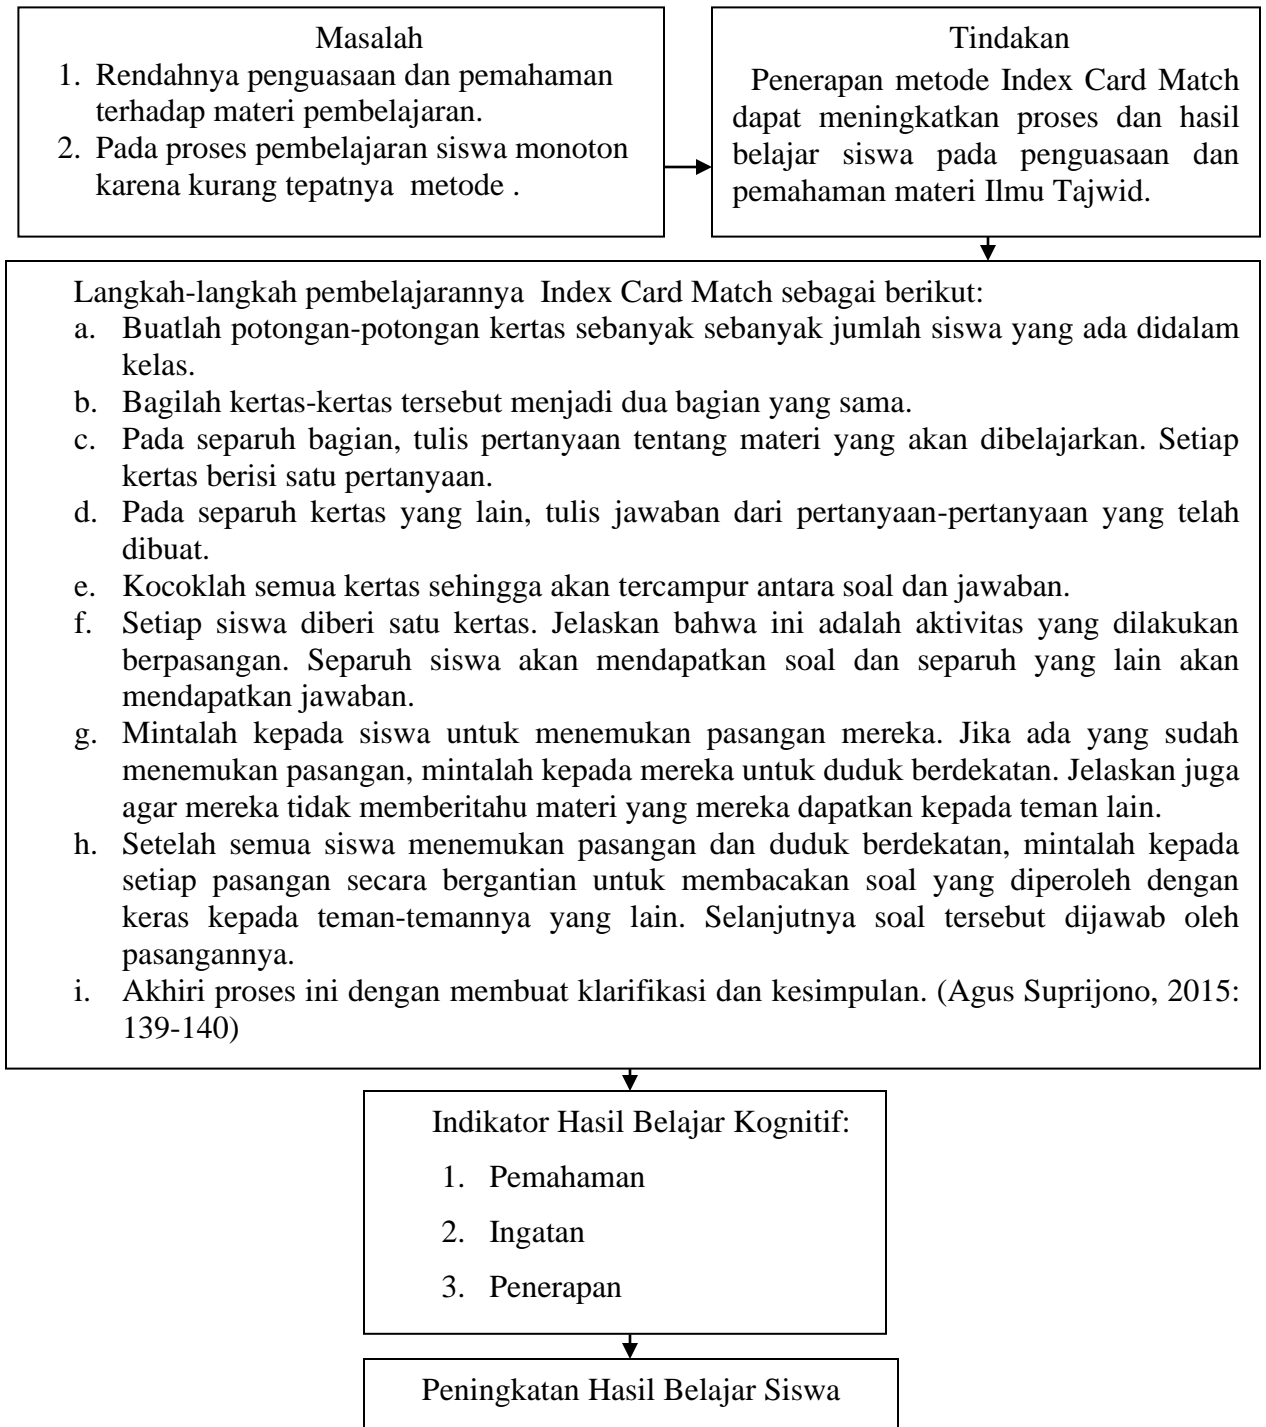 Masalah
1. Rendahnya penguasaan dan pemahaman
terhadap materi pembelajaran.
2. Pada proses pembelajaran siswa monoton
karena kurang tepatnya metode .
Tindakan
Penerapan metode Index Card Match
dapat meningkatkan proses dan hasil
belajar siswa pada penguasaan dan
pemahaman materi Ilmu Tajwid.
Langkah-langkah pembelajarannya Index Card Match sebagai berikut:
a. Buatlah potongan-potongan kertas sebanyak sebanyak jumlah siswa yang ada didalam
kelas.
b. Bagilah kertas-kertas tersebut menjadi dua bagian yang sama.
c. Pada separuh bagian, tulis pertanyaan tentang materi yang akan dibelajarkan. Setiap
kertas berisi satu pertanyaan.
d. Pada separuh kertas yang lain, tulis jawaban dari pertanyaan-pertanyaan yang telah
dibuat.
e. Kocoklah semua kertas sehingga akan tercampur antara soal dan jawaban.
f. Setiap siswa diberi satu kertas. Jelaskan bahwa ini adalah aktivitas yang dilakukan
berpasangan. Separuh siswa akan mendapatkan soal dan separuh yang lain akan
mendapatkan jawaban.
g. Mintalah kepada siswa untuk menemukan pasangan mereka. Jika ada yang sudah
menemukan pasangan, mintalah kepada mereka untuk duduk berdekatan. Jelaskan juga
agar mereka tidak memberitahu materi yang mereka dapatkan kepada teman lain.
h. Setelah semua siswa menemukan pasangan dan duduk berdekatan, mintalah kepada
setiap pasangan secara bergantian untuk membacakan soal yang diperoleh dengan
keras kepada teman-temannya yang lain. Selanjutnya soal tersebut dijawab oleh
pasangannya.
i. Akhiri proses ini dengan membuat klarifikasi dan kesimpulan. (Agus Suprijono, 2015:
139-140)
Indikator Hasil Belajar Kognitif:
1. Pemahaman
2. Ingatan
3. Penerapan
Peningkatan Hasil Belajar Siswa